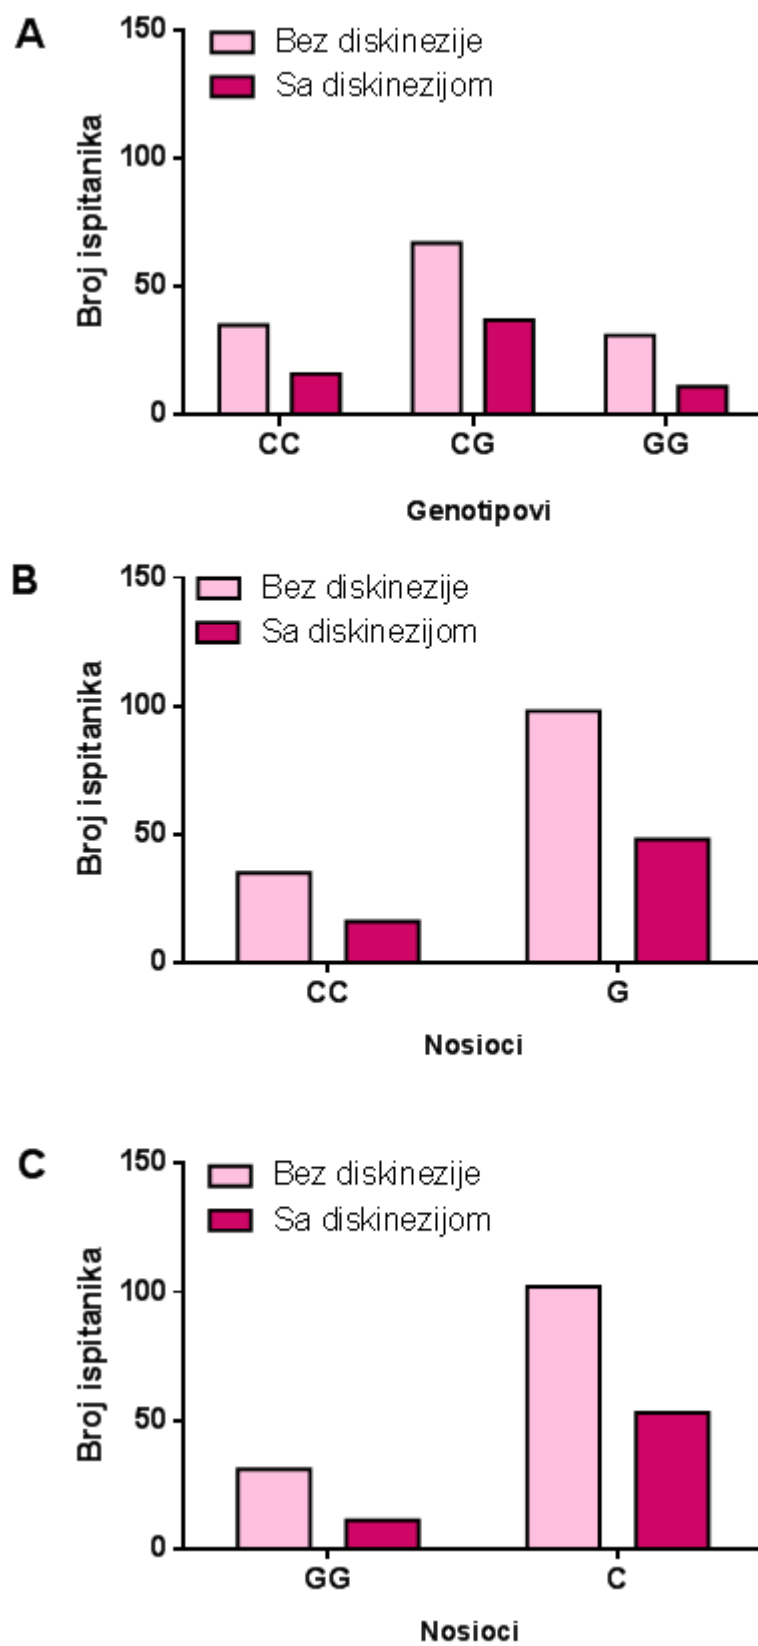 A
150
Bez diskinezije
Sa diskinezijom
100
50
0
Broj ispitanika
CC CG GG
Genotipovi
B
150
Bez diskinezije
Sa diskinezijom
100
50
0
Broj ispitanika
CC G
Nosioci
C
150
Bez diskinezije
Sa diskinezijom
100
50
0
Broj ispitanika
GG C
Nosioci